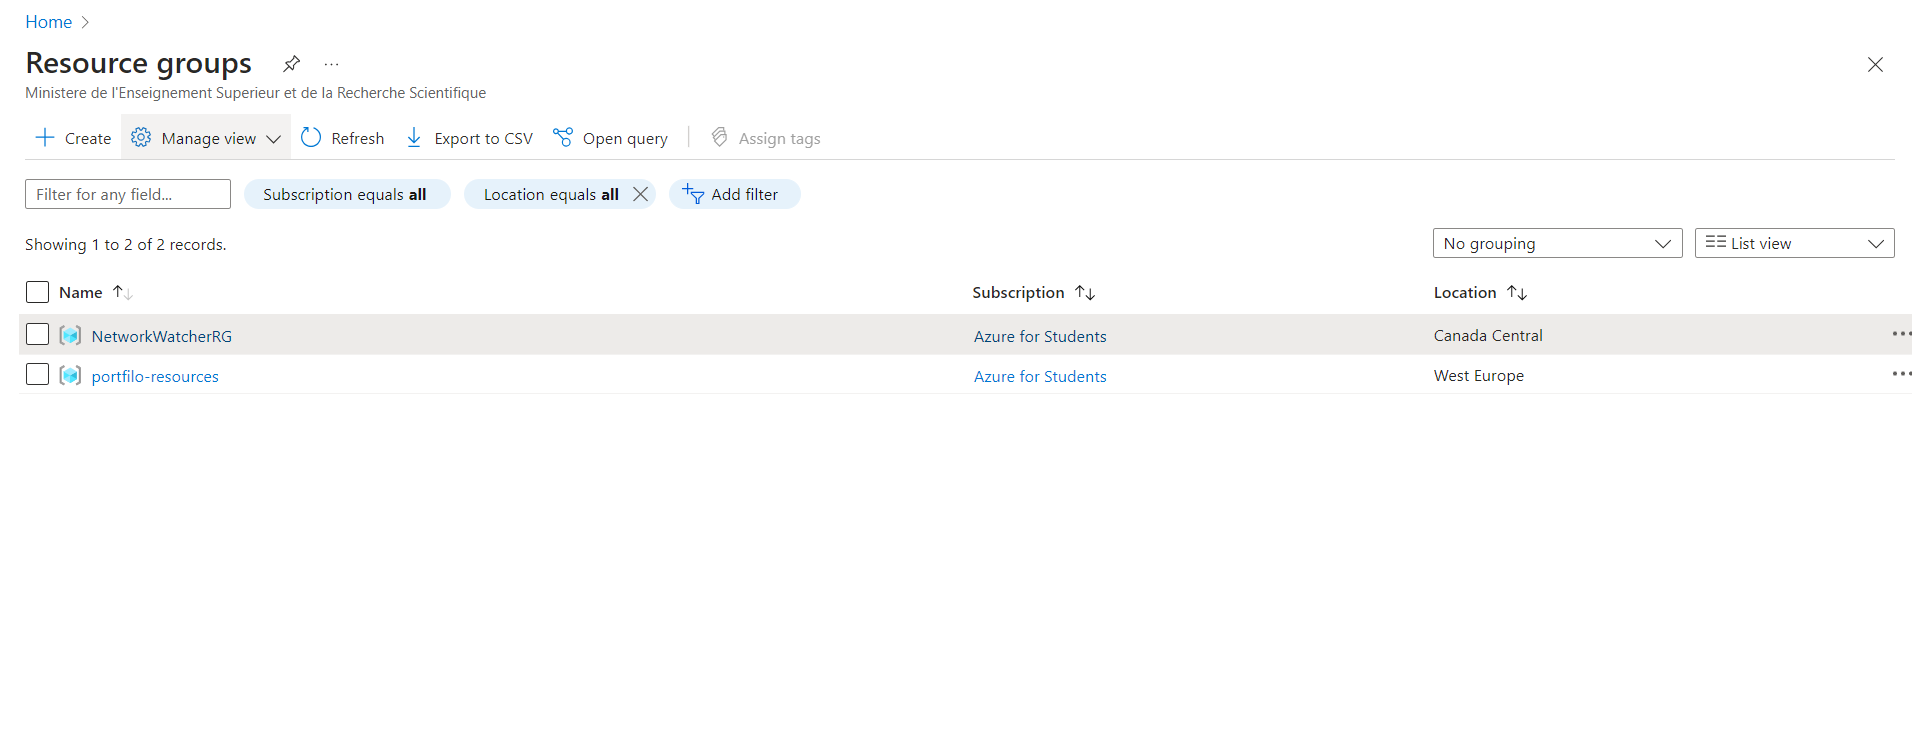 Home
Resource groups
Ministere de l'Enseignement Superieur et de la Recherche Scientifique
Create Manage view Refresh Export to CSV Open query Assign tags
Filter for any field... Subscription equals all Location equals all Add filter
Showing 1 to 2 of 2 records. No grouping List view
Name Subscription Location
NetworkWatcherRG Azure for Students Canada Central
portfilo-resources Azure for Students West Europe